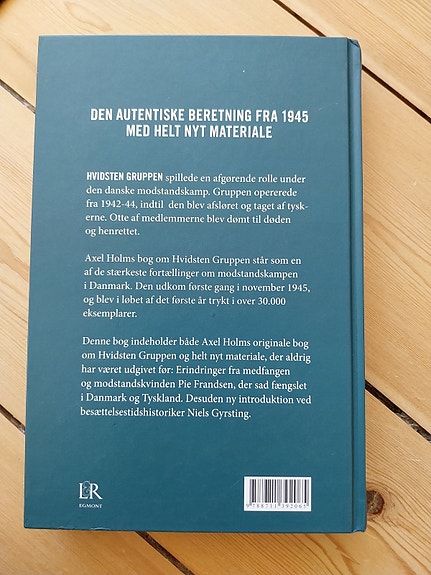 DEN AUTENTISKE BERETNING FRA 1945
MED HELT NYT MATERIALE
HVIDSTEN GRUPPEN spillede en afgørende rolle under
den danske modstandskamp. Gruppen opererede
fra 1942-44, indtil den blev afsløret og taget af tysk-
erne. Otte af medlemmerne blev dømt til døden
og henrettet.
Axel Holms bog om Hvidsten Gruppen står som en
af de stærkeste fortællinger om modstandskampen
i Danmark. Den udkom første gang i november 1945,
og blev i løbet af det første år trykt i over 30.000
eksemplarer.
Denne bog indeholder både Axel Holms originale bog
om Hvidsten Gruppen og helt nyt materiale, der aldrig
har været udgivet før: Erindringer fra medfangen
og modstandskvinden Pie Frandsen, der sad fængslet
i Danmark og Tyskland. Desuden ny introduktion ved
besættelsestidshistoriker Niels Gyrsting.
L&R
EGMONT
9 788711 392065